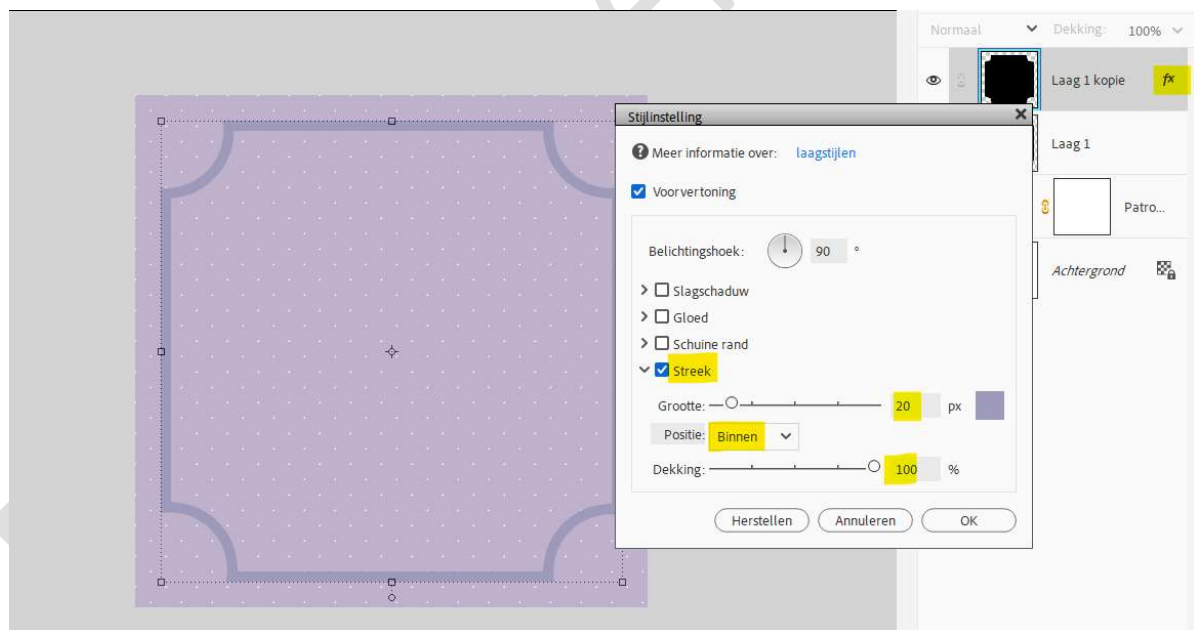 Normaal Dekking: 100%
Laag 1 kopie fx
Stijlinstelling
Meer informatie over: laagstijlen
Laag 1
Voorvertoning
Patro...
Belichtingshoek: 90 °
Achtergrond
Slagschaduw
Gloed
Schuine rand
Streek
Grootte: 20 px
Positie: Binnen
Dekking: 100 %
Herstellen Annuleren OK